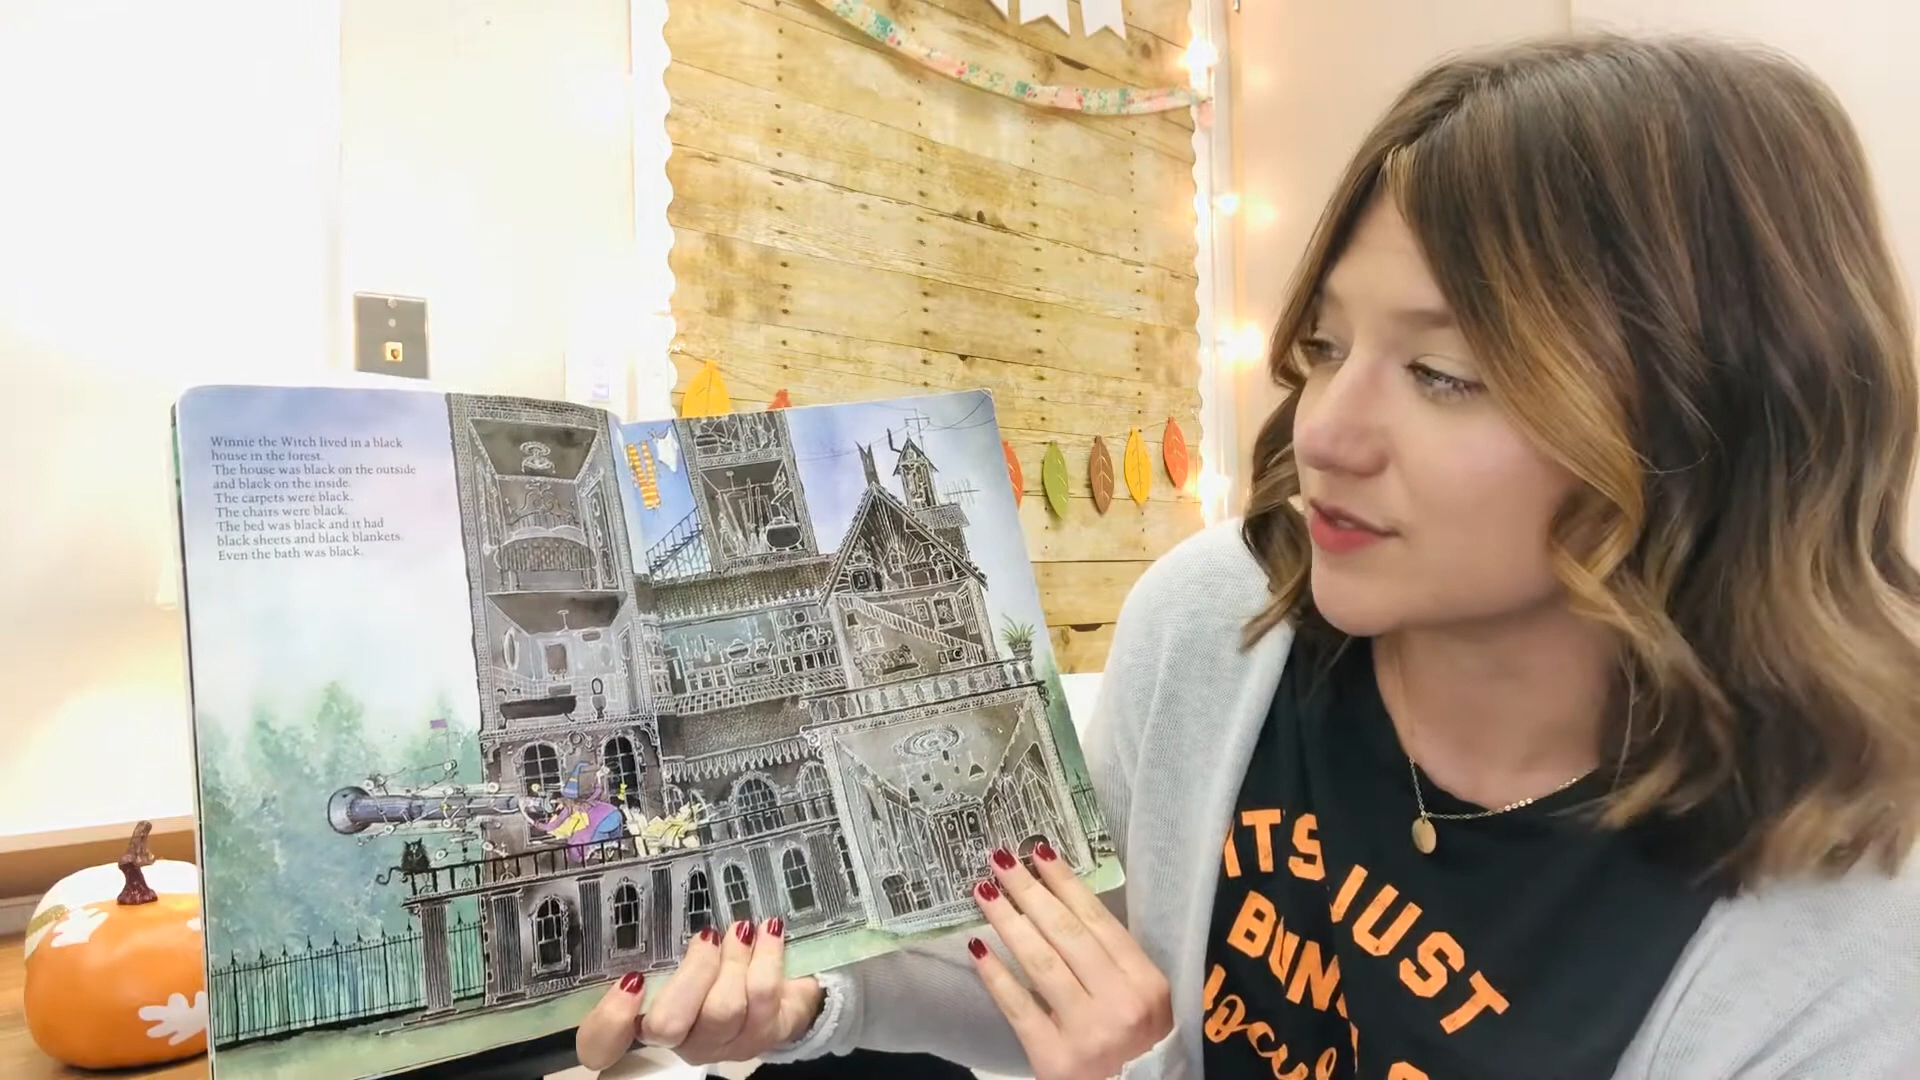 Winnie the Witch lived in a black
house in the forest.
The house was black on the outside
and black on the inside.
The carpets were black.
The chairs were black.
The bed was black and it had
black sheets and black blankets.
Even the bath was black.
IT'S JUST